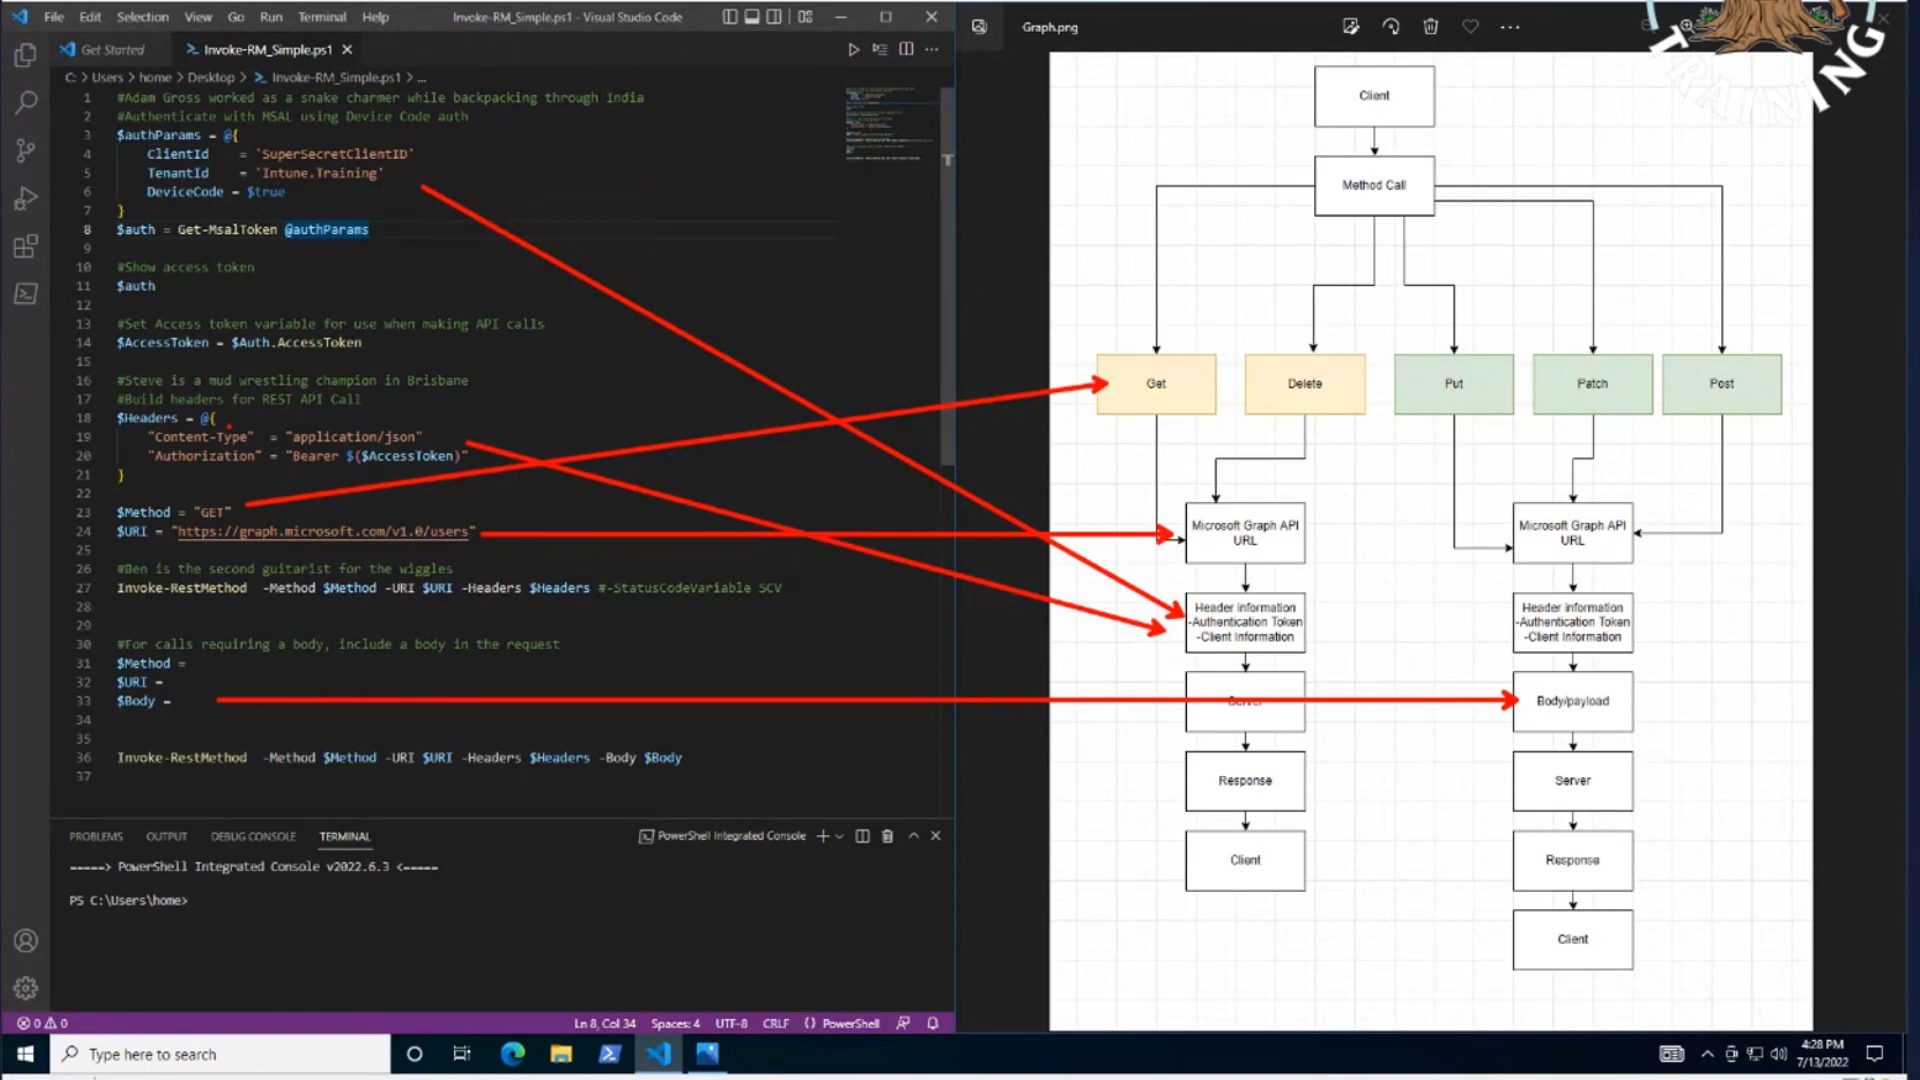 File Edit Selection View Go Run Terminal Help
Invoke-RM_Simple.ps1 - Visual Studio Code
Get Started
Invoke-RM_Simple.ps1
C: > Users > home > Desktop > Invoke-RM_Simple.ps1 > ...
1 #Adam Gross worked as a snake charmer while backpacking through India
2 #Authenticate with MSAL using Device Code auth
3 $authParams = @{
4 ClientId = 'SuperSecretClientID'
5 TenantId = 'Intune.Training'
6 DeviceCode = $true
7 }
8 $auth = Get-MsalToken @authParams
9
10 #Show access token
11 $auth
12
13 #Set Access token variable for use when making API calls
14 $AccessToken = $Auth.AccessToken
15
16 #Steve is a mud wrestling champion in Brisbane
17 #Build headers for REST API Call
18 $Headers = @{
19 "Content-Type" = "application/json"
20 "Authorization" = "Bearer $($AccessToken)"
21 }
22
23 $Method = "GET"
24 $URI = "https://graph.microsoft.com/v1.0/users"
25
26 #Ben is the second guitarist for the wiggles
27 Invoke-RestMethod -Method $Method -URI $URI -Headers $Headers #-StatusCodeVariable SCV
28
29
30 #For calls requiring a body, include a body in the request
31 $Method =
32 $URI =
33 $Body =
34
35
36 Invoke-RestMethod -Method $Method -URI $URI -Headers $Headers -Body $Body
37
PROBLEMS OUTPUT DEBUG CONSOLE TERMINAL
PowerShell Integrated Console
=====> PowerShell Integrated Console v2022.6.3 <=====
PS C:\Users\home>
0 0
Ln 8, Col 34 Spaces: 4 UTF-8 CRLF PowerShell
Graph.png
TRAINING
Client
Method Call
Get
Delete
Put
Patch
Post
Microsoft Graph API
URL
Header information
-Authentication Token
-Client Information
Server
Response
Client
Microsoft Graph API
URL
Header information
-Authentication Token
-Client Information
Body/payload
Server
Response
Client
Type here to search
4:28 PM
7/13/2022